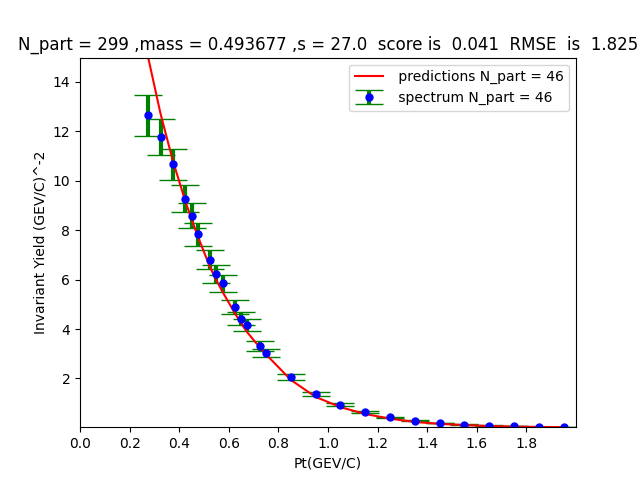 N_part = 299 ,mass = 0.493677 ,s = 27.0  score is  0.041  RMSE  is  1.825
predictions N_part = 46
spectrum N_part = 46
Invariant Yield (GEV/C)^-2
14
12
10
8
6
4
2
0.0 0.2 0.4 0.6 0.8 1.0 1.2 1.4 1.6 1.8
Pt(GEV/C)